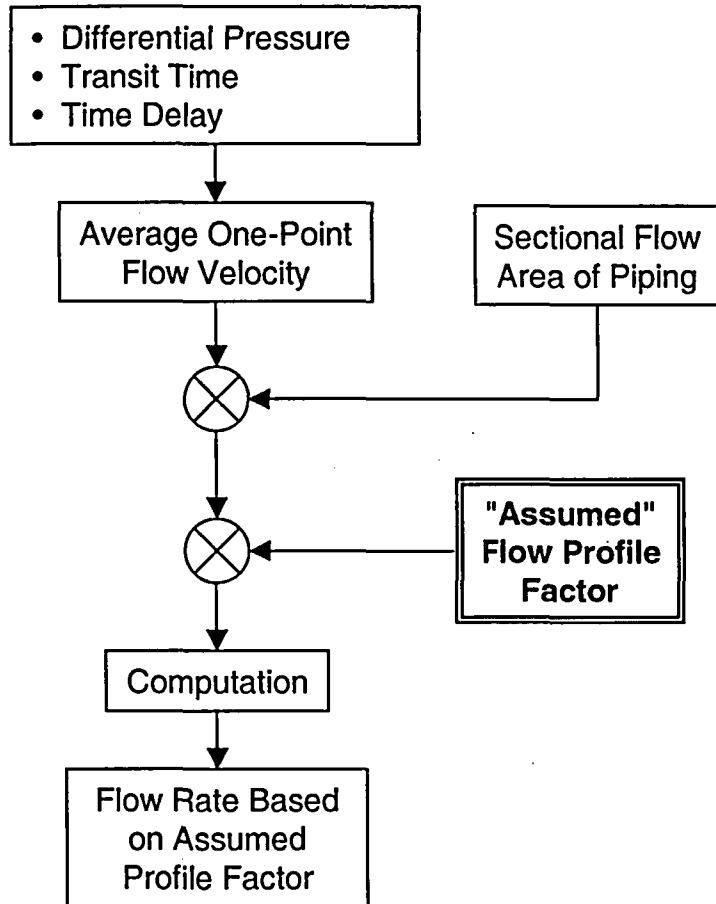 • Differential Pressure
• Transit Time
• Time Delay
Average One-Point
Flow Velocity
Sectional Flow
Area of Piping
"Assumed"
Flow Profile
Factor
Computation
Flow Rate Based
on Assumed
Profile Factor